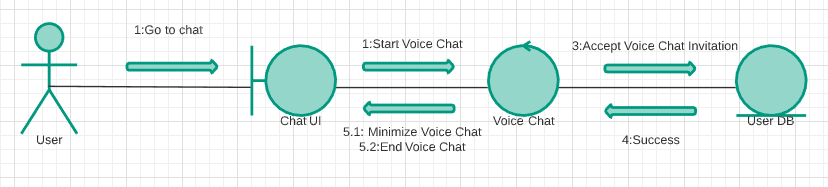 1:Go to chat
1:Start Voice Chat
3:Accept Voice Chat Invitation
User
Chat UI
5.1: Minimize Voice Chat
5.2:End Voice Chat
Voice Chat
4:Success
User DB